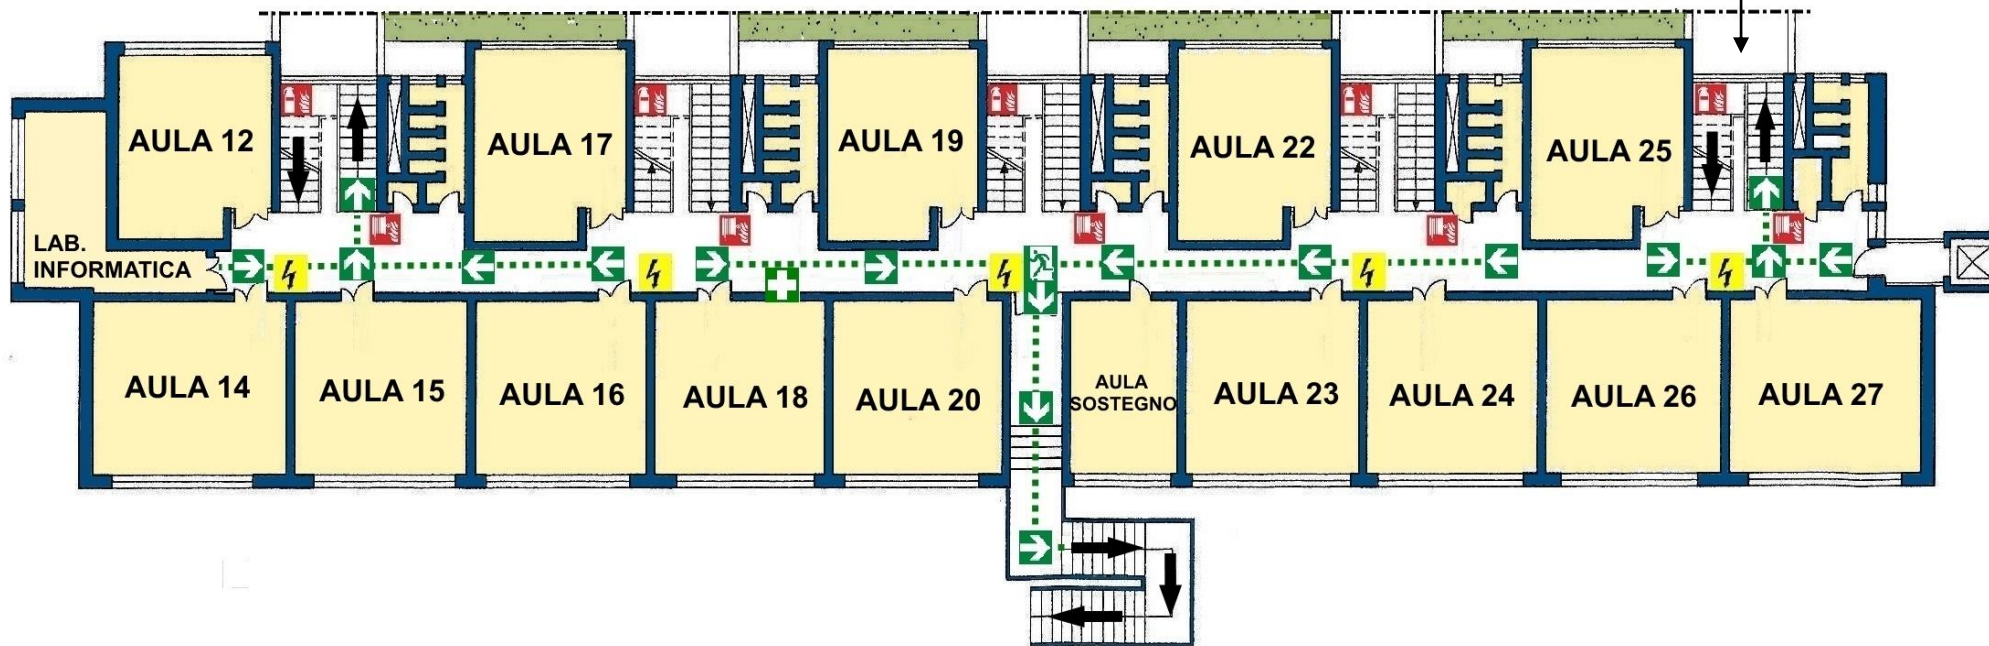 AULA 12
AULA 17
AULA 19
AULA 22
AULA 25
LAB.
INFORMATICA
AULA 14
AULA 15
AULA 16
AULA 18
AULA 20
AULA
SOSTEGNO
AULA 23
AULA 24
AULA 26
AULA 27